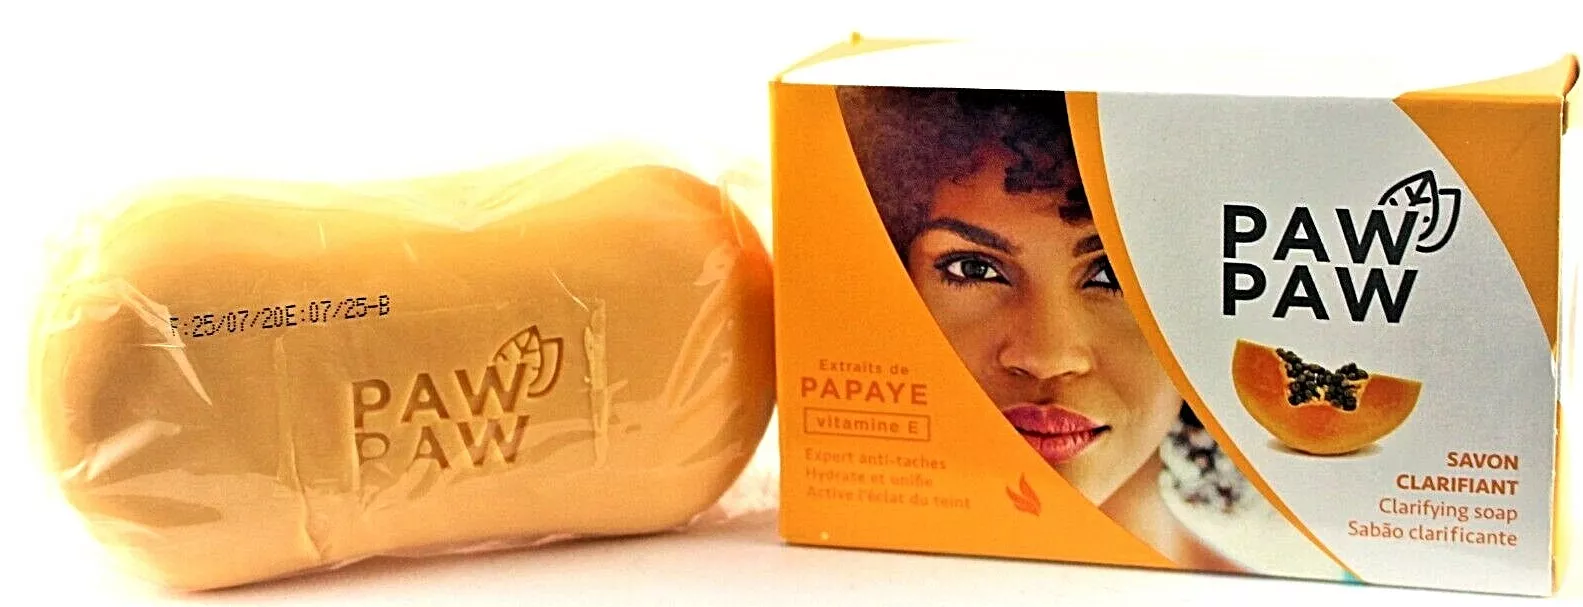 F:25/07/20E:07/25-B
PAW
PAW
Extraits de
PAPAYE
vitamine E
Expert anti-taches
Hydrate et unifie
Active l'éclat du teint
PAW
PAW
SAVON
CLARIFIANT
Clarifying soap
Sabão clarificante